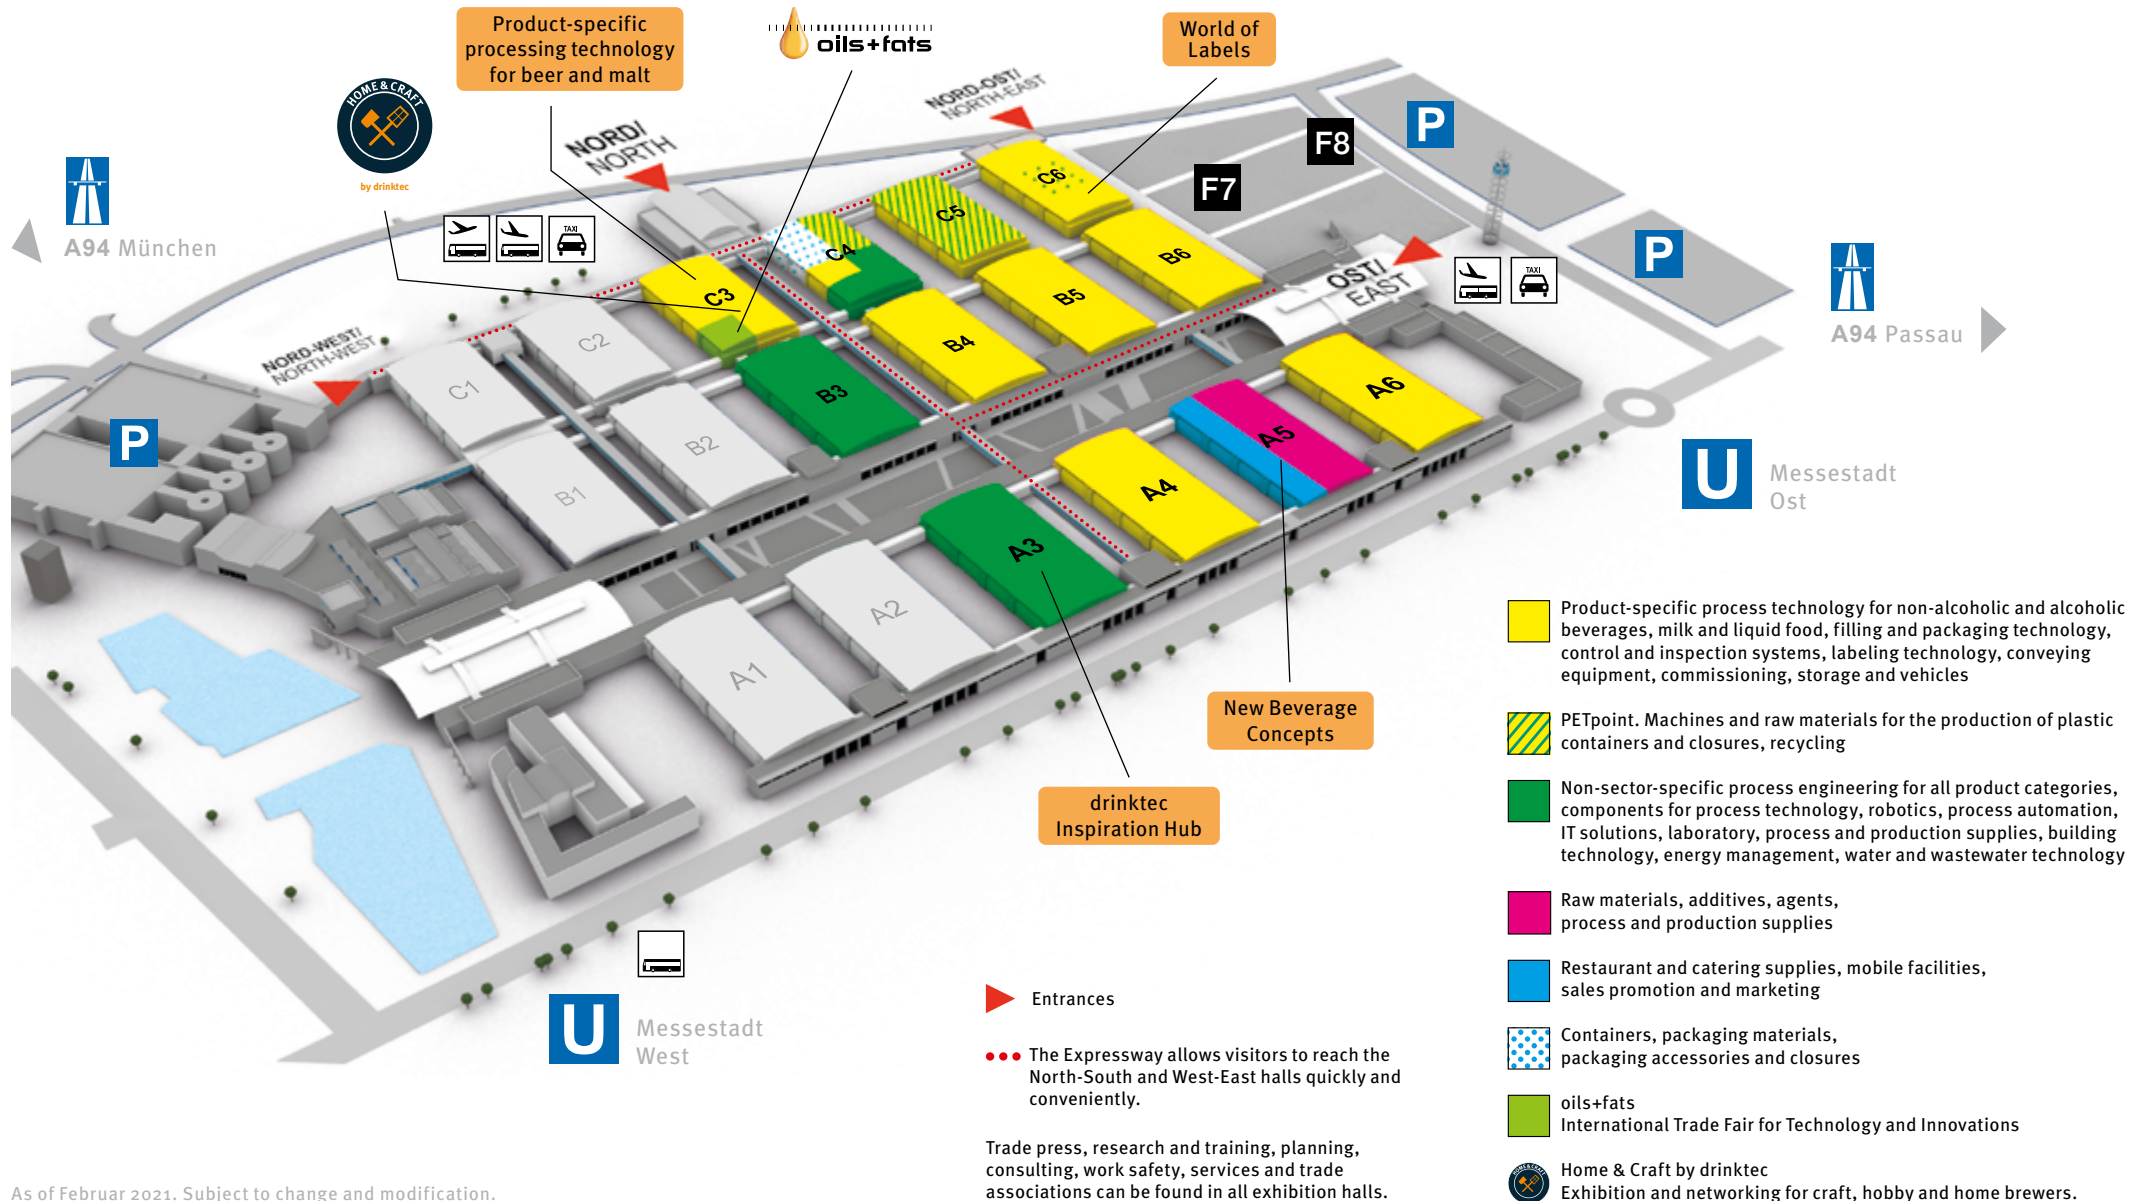 Product-specific
processing technology
for beer and malt
oils+fats
World of
Labels
HOME & CRAFT
by drinktec
NORD/
NORTH
NORD-OST/
NORTH-EAST
P
F8
F7
A94 München
TAXI
C6
C5
C4
C3
B6
B5
B4
OST/
EAST
TAXI
P
A94 Passau
NORD-WEST/
NORTH-WEST
C2
C1
B3
B2
B1
P
A6
A5
A4
A3
A2
A1
U
Messestadt
Ost
New Beverage
Concepts
drinktec
Inspiration Hub
U
Messestadt
West
Product-specific process technology for non-alcoholic and alcoholic
beverages, milk and liquid food, filling and packaging technology,
control and inspection systems, labeling technology, conveying
equipment, commissioning, storage and vehicles
PETpoint. Machines and raw materials for the production of plastic
containers and closures, recycling
Non-sector-specific process engineering for all product categories,
components for process technology, robotics, process automation,
IT solutions, laboratory, process and production supplies, building
technology, energy management, water and wastewater technology
Raw materials, additives, agents,
process and production supplies
Restaurant and catering supplies, mobile facilities,
sales promotion and marketing
Containers, packaging materials,
packaging accessories and closures
oils+fats
International Trade Fair for Technology and Innovations
HOME & CRAFT
Home & Craft by drinktec
Exhibition and networking for craft, hobby and home brewers.
Entrances
The Expressway allows visitors to reach the
North-South and West-East halls quickly and
conveniently.
Trade press, research and training, planning,
consulting, work safety, services and trade
associations can be found in all exhibition halls.
As of Februar 2021. Subject to change and modification.